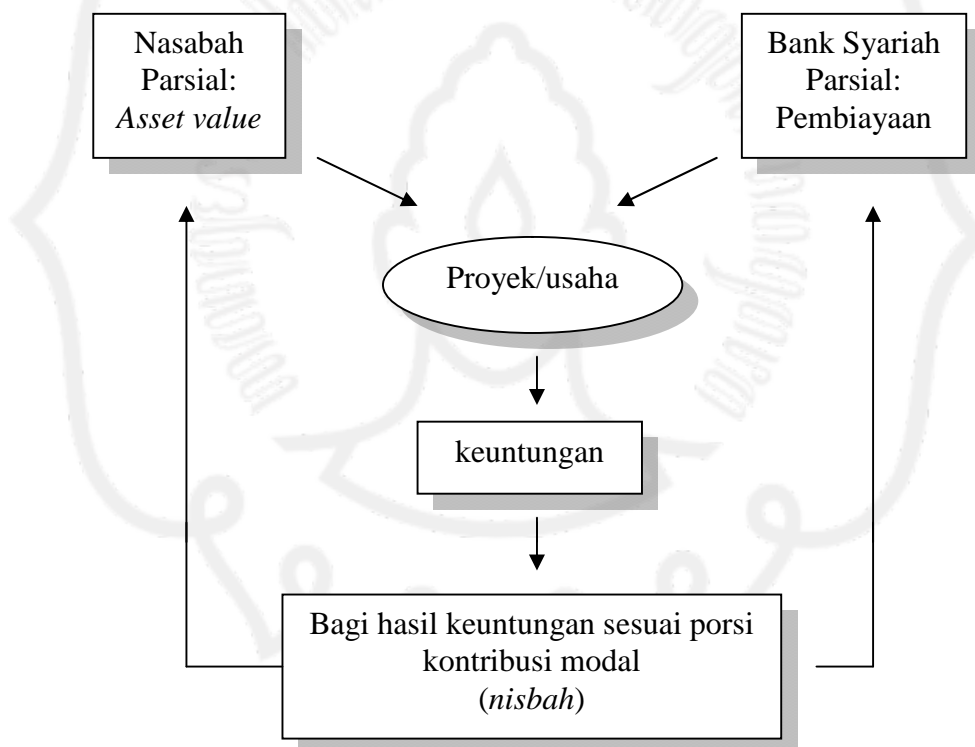 Nasabah
Parsial:
Asset value
Bank Syariah
Parsial:
Pembiayaan
Proyek/usaha
keuntungan
Bagi hasil keuntungan sesuai porsi
kontribusi modal
(nisbah)